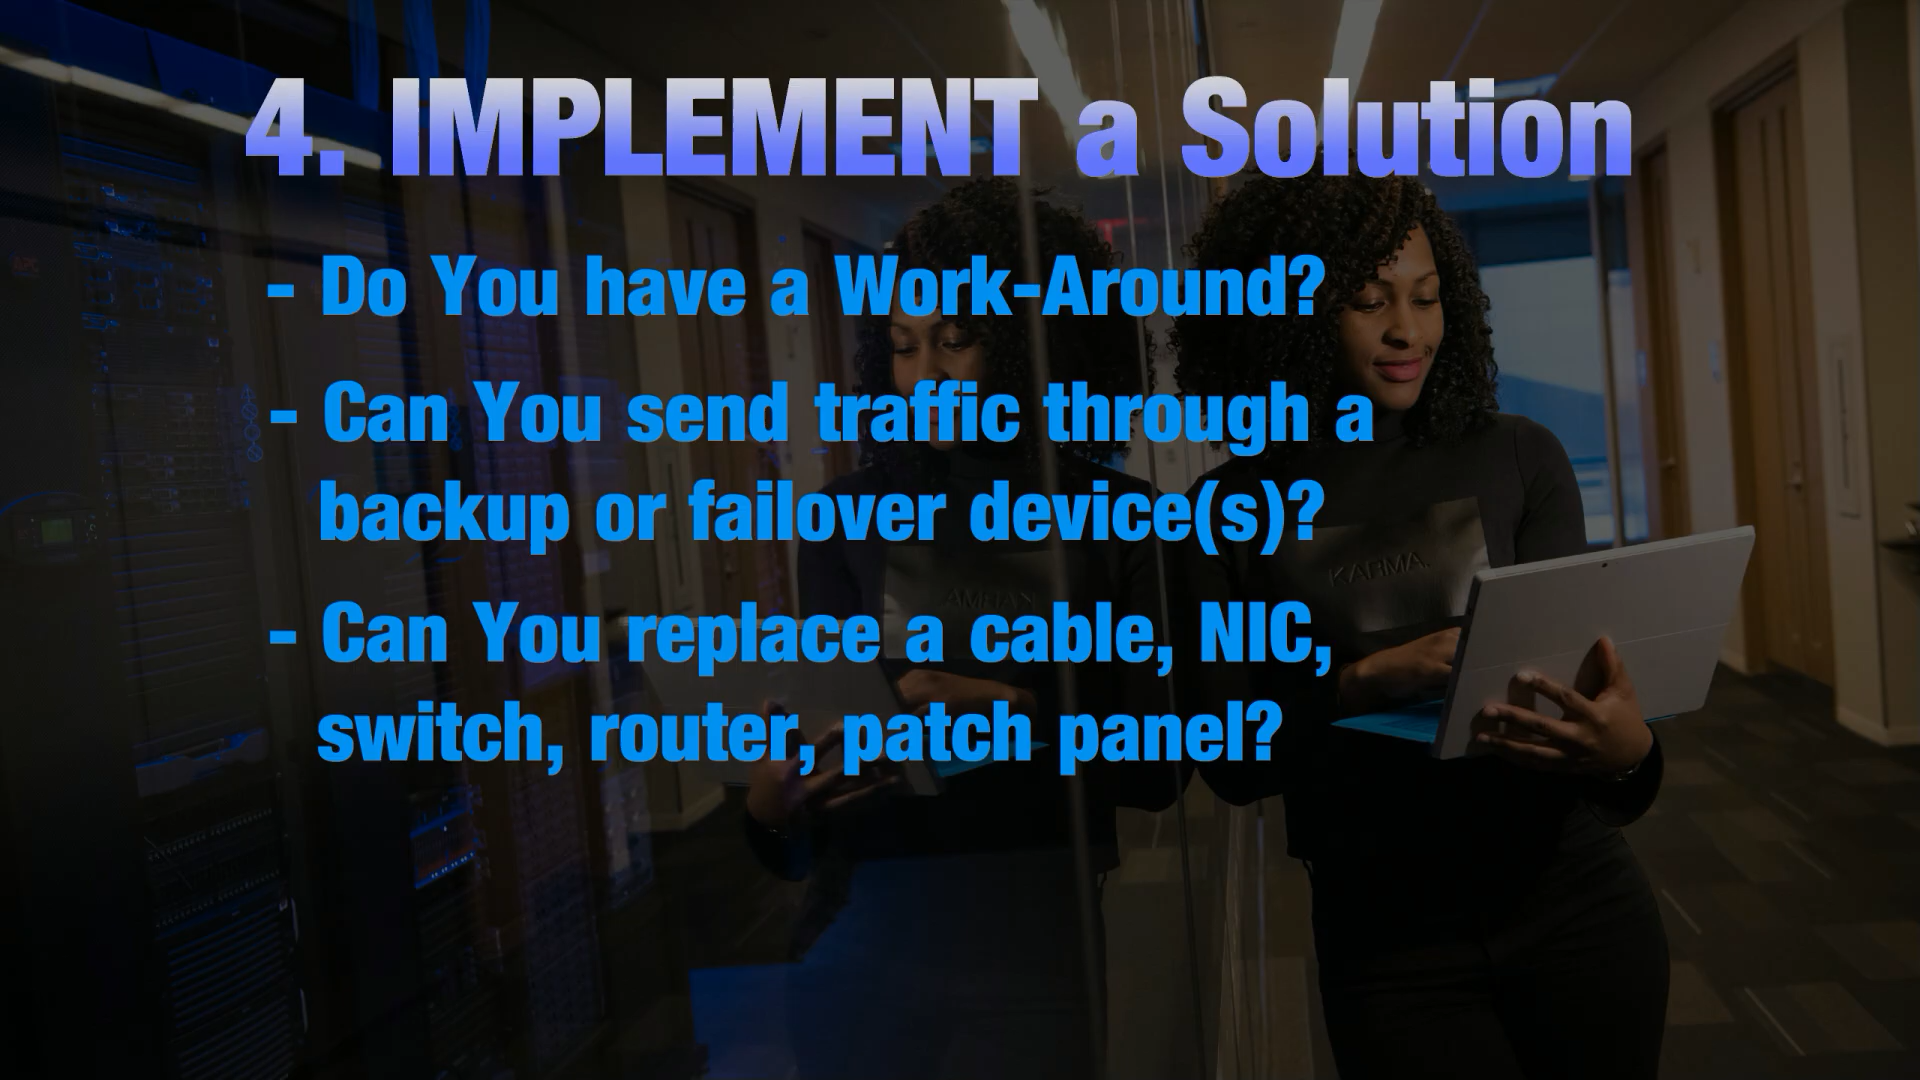 4. IMPLEMENT a Solution
- Do You have a Work-Around?
- Can You send traffic through a
backup or failover device(s)?
- Can You replace a cable, NIC,
switch, router, patch panel?
KARMA.